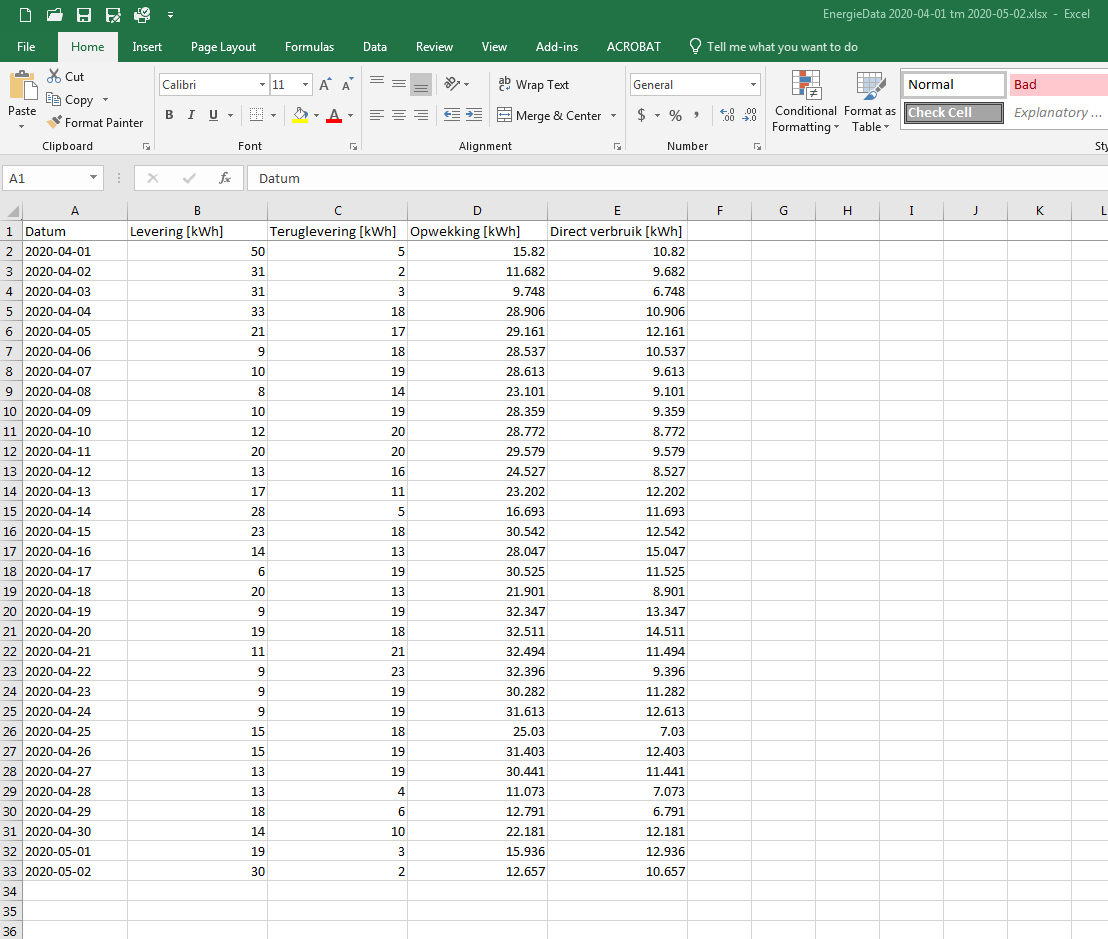 EnergieData 2020-04-01 tm 2020-05-02.xlsx - Excel
File Home Insert Page Layout Formulas Data Review View Add-ins ACROBAT Tell me what you want to do
Cut
Copy
Format Painter
Paste
Clipboard
Calibri 11 A A
B I U A
Font
Wrap Text
Merge & Center
Alignment
General
$ % , .00 .0
Number
Conditional Formatting
Format as Table
Normal Bad
Check Cell Explanatory ...
Sty
A1 fx Datum
A B C D E F G H I J K L
1 Datum Levering [kWh] Teruglevering [kWh] Opwekking [kWh] Direct verbruik [kWh]
2 2020-04-01 50 5 15.82 10.82
3 2020-04-02 31 2 11.682 9.682
4 2020-04-03 31 3 9.748 6.748
5 2020-04-04 33 18 28.906 10.906
6 2020-04-05 21 17 29.161 12.161
7 2020-04-06 9 18 28.537 10.537
8 2020-04-07 10 19 28.613 9.613
9 2020-04-08 8 14 23.101 9.101
10 2020-04-09 10 19 28.359 9.359
11 2020-04-10 12 20 28.772 8.772
12 2020-04-11 20 20 29.579 9.579
13 2020-04-12 13 16 24.527 8.527
14 2020-04-13 17 11 23.202 12.202
15 2020-04-14 28 5 16.693 11.693
16 2020-04-15 23 18 30.542 12.542
17 2020-04-16 14 13 28.047 15.047
18 2020-04-17 6 19 30.525 11.525
19 2020-04-18 20 13 21.901 8.901
20 2020-04-19 9 19 32.347 13.347
21 2020-04-20 19 18 32.511 14.511
22 2020-04-21 11 21 32.494 11.494
23 2020-04-22 9 23 32.396 9.396
24 2020-04-23 9 19 30.282 11.282
25 2020-04-24 9 19 31.613 12.613
26 2020-04-25 15 18 25.03 7.03
27 2020-04-26 15 19 31.403 12.403
28 2020-04-27 13 19 30.441 11.441
29 2020-04-28 13 4 11.073 7.073
30 2020-04-29 18 6 12.791 6.791
31 2020-04-30 14 10 22.181 12.181
32 2020-05-01 19 3 15.936 12.936
33 2020-05-02 30 2 12.657 10.657
34
35
36